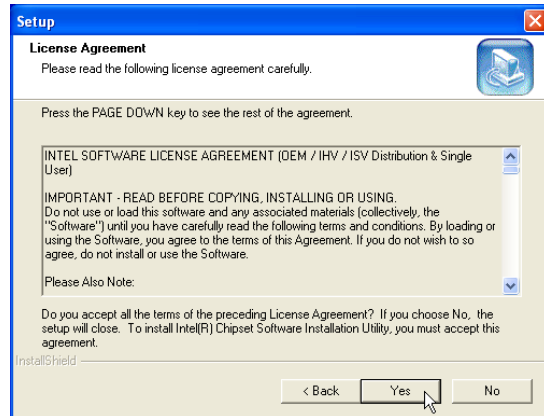 Setup
License Agreement
Please read the following license agreement carefully.
Press the PAGE DOWN key to see the rest of the agreement.
INTEL SOFTWARE LICENSE AGREEMENT (OEM / IHV / ISV Distribution & Single
User)
IMPORTANT - READ BEFORE COPYING, INSTALLING OR USING.
Do not use or load this software and any associated materials (collectively, the
"Software") until you have carefully read the following terms and conditions. By loading or
using the Software, you agree to the terms of this Agreement. If you do not wish to so
agree, do not install or use the Software.
Please Also Note:
Do you accept all the terms of the preceding License Agreement? If you choose No, the
setup will close. To install Intel(R) Chipset Software Installation Utility, you must accept this
agreement.
InstallShield
< Back Yes No